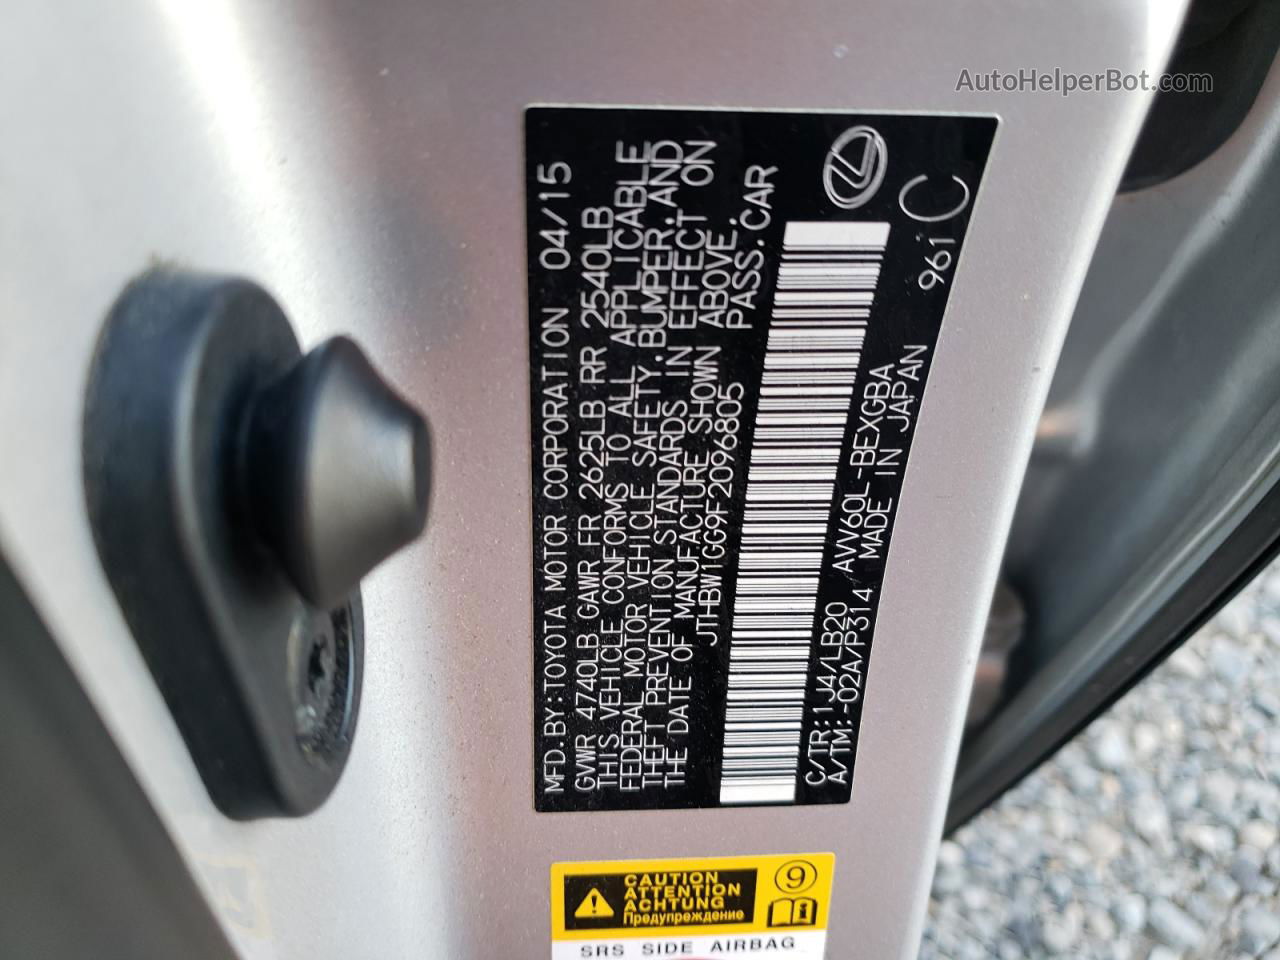 AutoHelperBot.com
MFD.BY:TOYOTA MOTOR CORPORATION 04/15
GVWR 4740LB GAWR FR 2625LB RR 2540LB
THIS VEHICLE CONFORMS TO ALL APPLICABLE
FEDERAL MOTOR VEHICLE SAFETY, BUMPER, AND
THEFT PREVENTION STANDARDS IN EFFECT ON
THE DATE OF MANUFACTURE SHOWN ABOVE.
JTHBW1GG9F2096805 PASS.CAR
C/TR:1J4/LB20 AVV60L-BEXGBA 961 C
A/TM:-02A/P314 MADE IN JAPAN
CAUTION
ATTENTION
ACHTUNG
Предупреждение
9
SRS SIDE AIRBAG